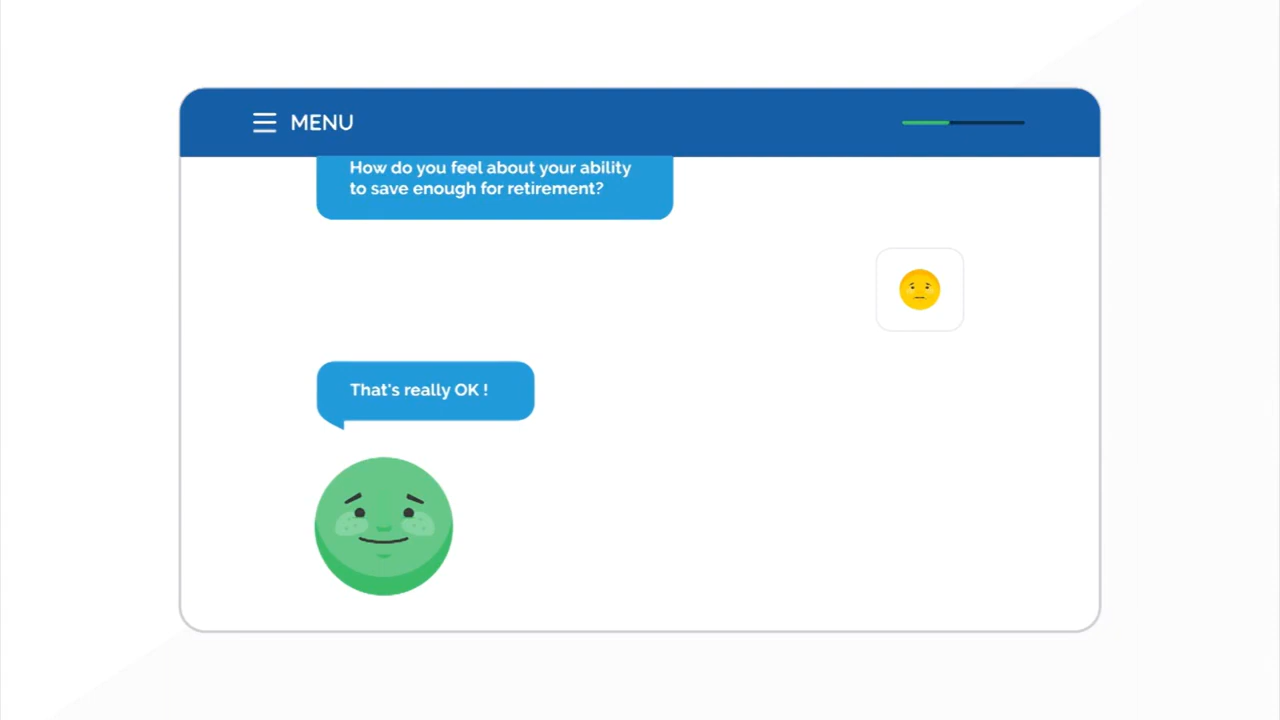 MENU
How do you feel about your ability
to save enough for retirement?
That's really OK !